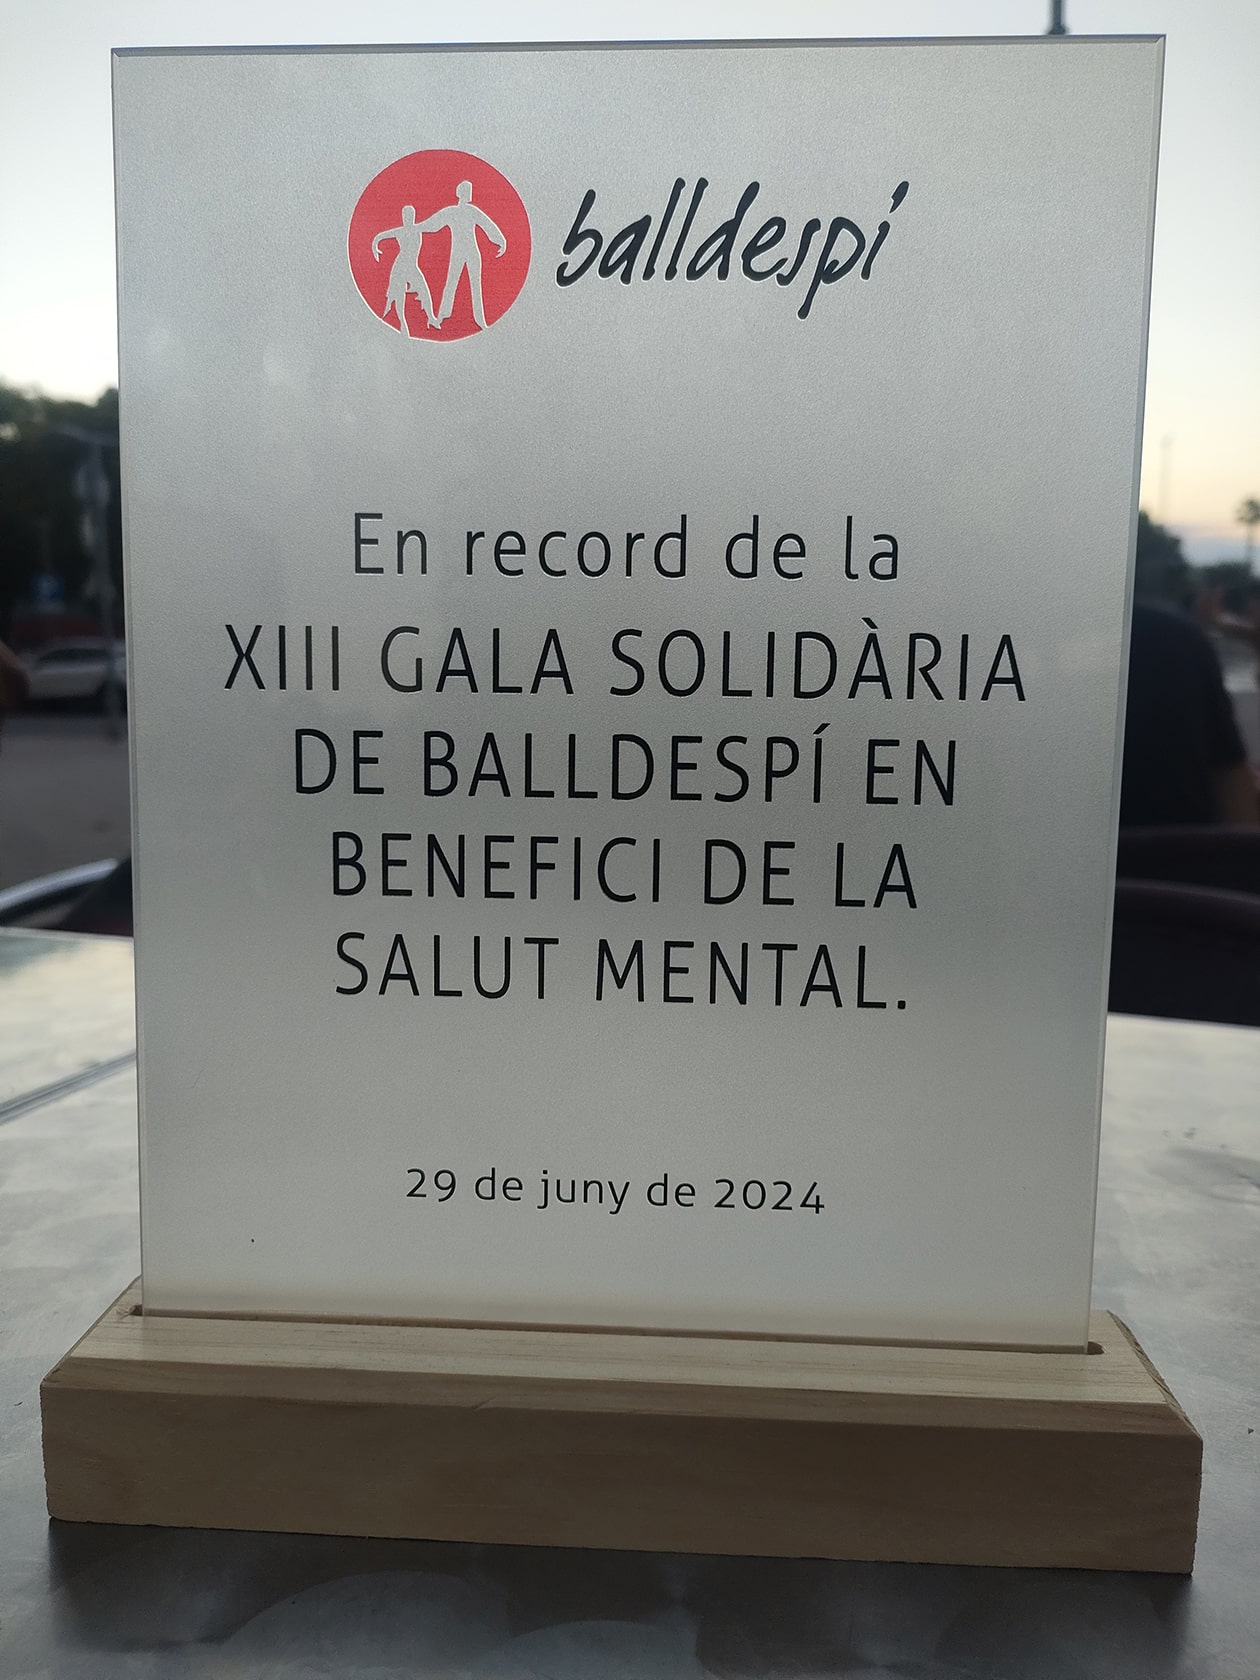 balldespí
En record de la
XIII GALA SOLIDÀRIA
DE BALLDESPÍ EN
BENEFICI DE LA
SALUT MENTAL.
29 de juny de 2024